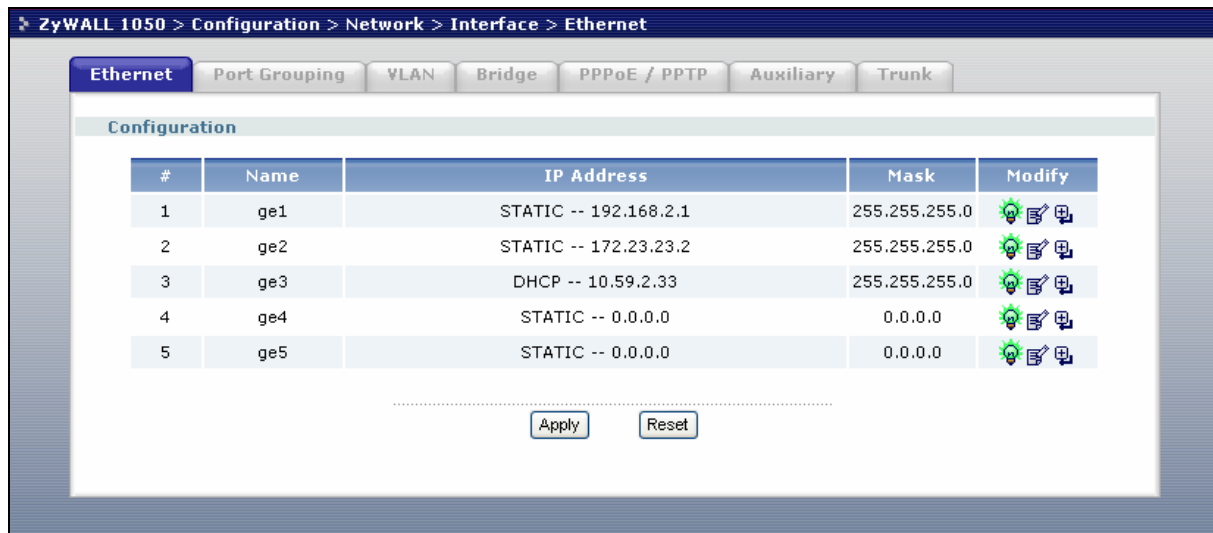 ZyWALL 1050 > Configuration > Network > Interface > Ethernet
Ethernet Port Grouping VLAN Bridge PPPoE / PPTP Auxiliary Trunk
Configuration
# Name IP Address Mask Modify
1 ge1 STATIC -- 192.168.2.1 255.255.255.0
2 ge2 STATIC -- 172.23.23.2 255.255.255.0
3 ge3 DHCP -- 10.59.2.33 255.255.255.0
4 ge4 STATIC -- 0.0.0.0 0.0.0.0
5 ge5 STATIC -- 0.0.0.0 0.0.0.0
Apply Reset